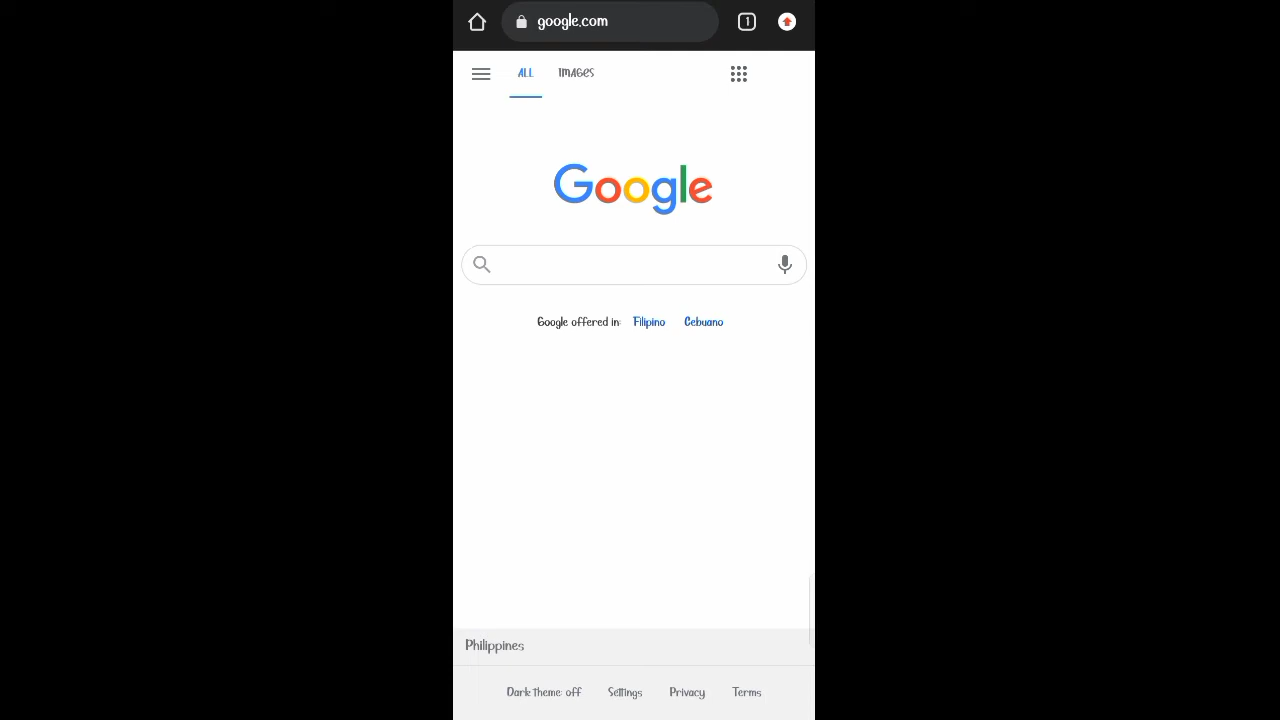 google.com
1
ALL IMAGES
Google
Google offered in: Filipino Cebuano
Philippines
Dark theme: off Settings Privacy Terms